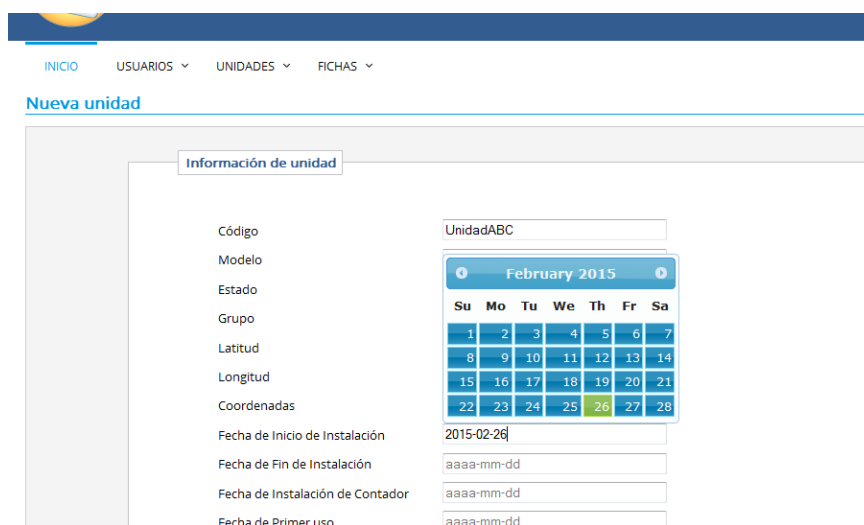 INICIO USUARIOS UNIDADES FICHAS
Nueva unidad
Información de unidad
Código UnidadABC
Modelo
February 2015
Estado
Su Mo Tu We Th Fr Sa
Grupo
1 2 3 4 5 6 7
Latitud
8 9 10 11 12 13 14
Longitud
15 16 17 18 19 20 21
Coordenadas
22 23 24 25 26 27 28
Fecha de Inicio de Instalación 2015-02-26
Fecha de Fin de Instalación aaaa-mm-dd
Fecha de Instalación de Contador aaaa-mm-dd
Fecha de Primer uso aaaa-mm-dd